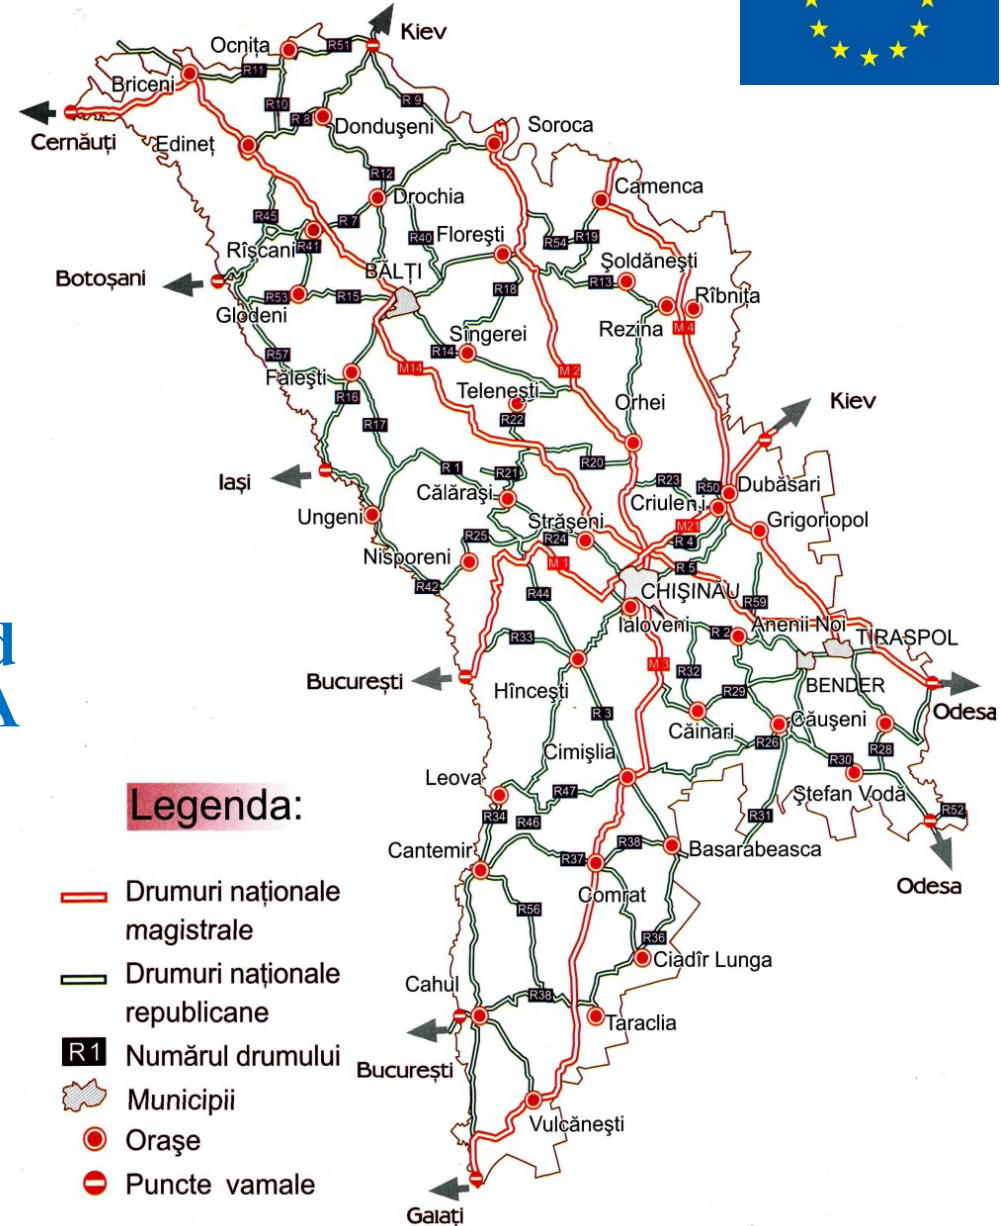 Kiev
Ocnița
R51
R11
Briceni
R10
R 9
R 8
Dondușeni
Soroca
Cernăuți
Edineț
R12
Camenca
Drochia
R45
R 7
R19
R40
Florești
R54
Rîșcani
R41
Șoldănești
Botoșani
BĂLȚI
R13
R18
Rîbnița
R53
R15
Glodeni
Rezina
M 4
Sîngerei
R57
R14
Fălești
M14
M 2
R16
Telenești
Orhei
Kiev
R22
R17
R20
R 1
R21
R23
Iași
R50
Dubăsari
Călărași
Criuleni
Ungeni
Strășeni
M21
Grigoriopol
R25
R24
R 4
Nisporeni
M 1
R 5
R42
R44
CHIȘINĂU
R59
Ialoveni
R 2
Anenii Noi
R33
TIRASPOL
d
M 3
R32
București
BENDER
R29
Hîncești
A
Odesa
R 3
Căinari
Căușeni
R26
Cimișlia
R28
R30
Leova
R47
Ștefan Vodă
Legenda:
R34
R46
R31
R52
Cantemir
R38
Basarabeasca
R37
Odesa
Comrat
Drumuri naționale
magistrale
R56
R36
Ciadîr Lunga
Drumuri naționale
republicane
Cahul
R38
Taraclia
R 1
Numărul drumului
București
Municipii
Vulcănești
Orașe
Puncte vamale
Galați